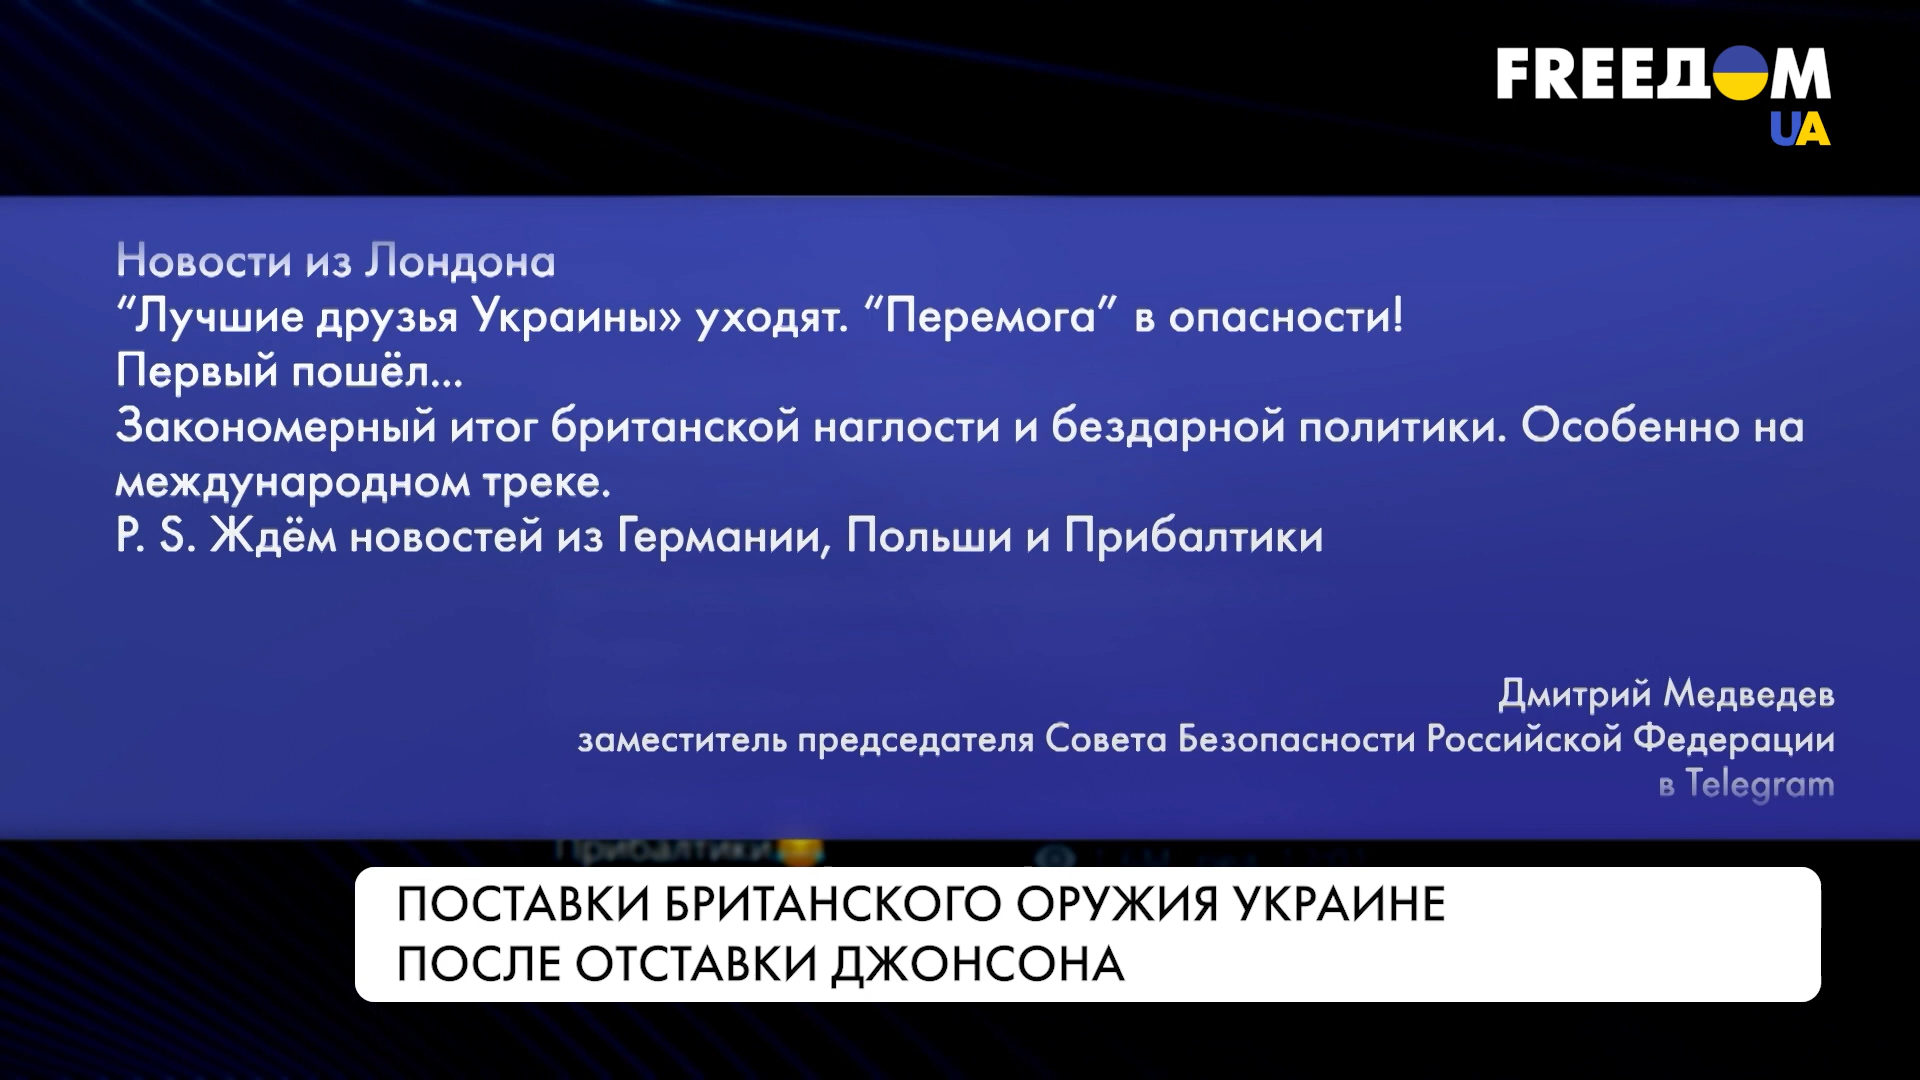 FREEДOM
UA
Новости из Лондона
“Лучшие друзья Украины» уходят. “Перемога” в опасности!
Первый пошёл...
Закономерный итог британской наглости и бездарной политики. Особенно на
международном треке.
P. S. Ждём новостей из Германии, Польши и Прибалтики
Дмитрий Медведев
заместитель председателя Совета Безопасности Российской Федерации
в Telegram
Прибалтики
ПОСТАВКИ БРИТАНСКОГО ОРУЖИЯ УКРАИНЕ
ПОСЛЕ ОТСТАВКИ ДЖОНСОНА